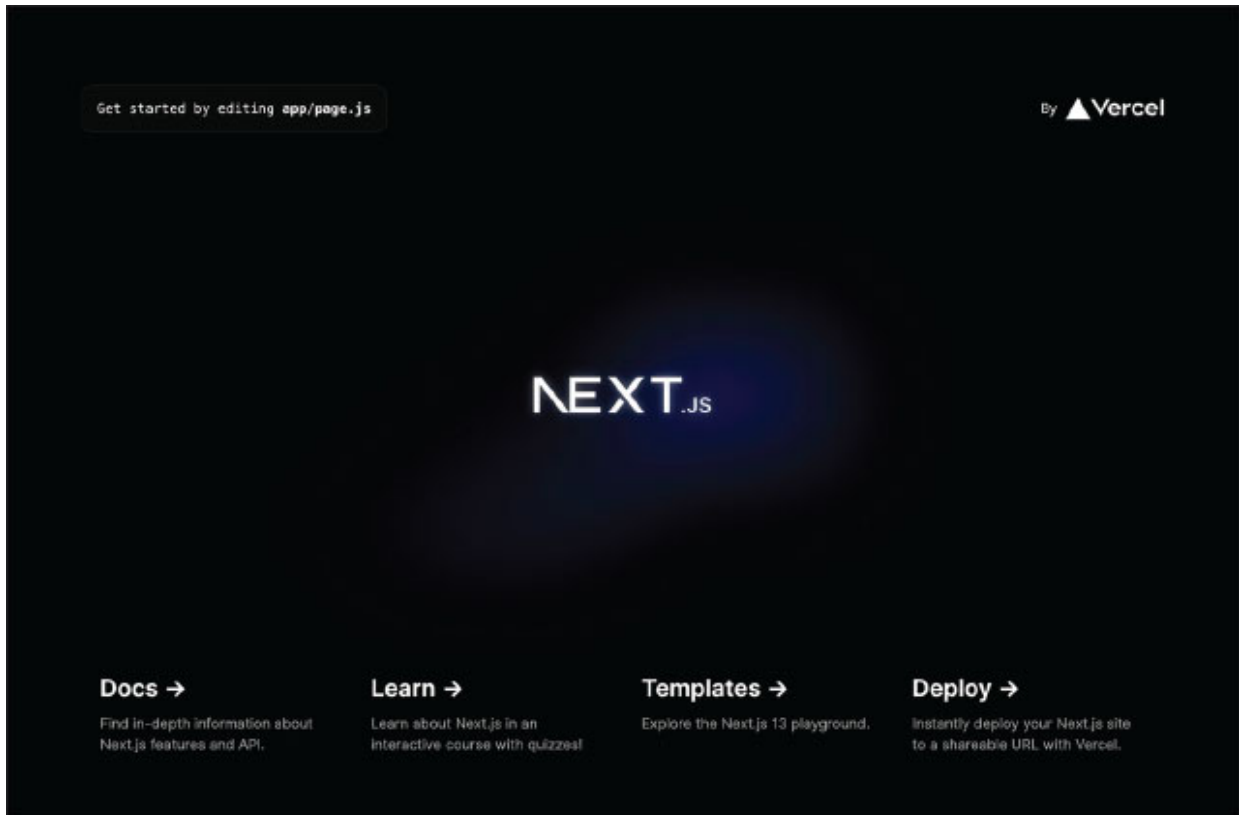 Get started by editing app/page.js
By Vercel
NEXT.JS
Docs →
Find in-depth information about
Next.js features and API.
Learn →
Learn about Next.js in an
interactive course with quizzes!
Templates →
Explore the Next.js 13 playground.
Deploy →
Instantly deploy your Next.js site
to a shareable URL with Vercel.